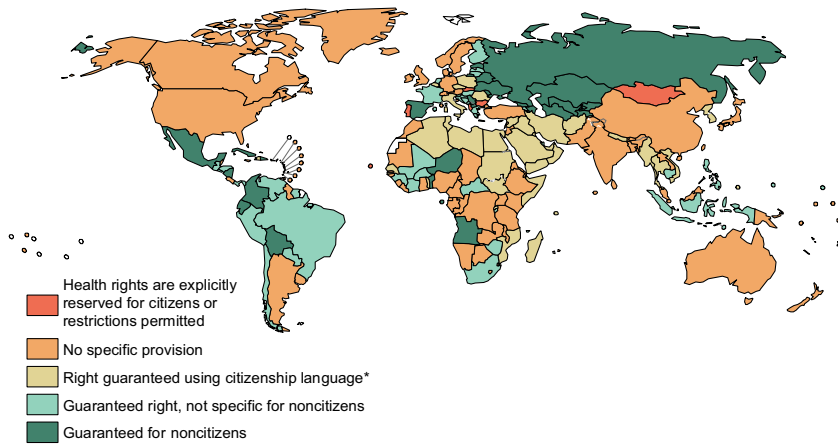 Health rights are explicitly
reserved for citizens or
restrictions permitted
No specific provision
Right guaranteed using citizenship language*
Guaranteed right, not specific for noncitizens
Guaranteed for noncitizens